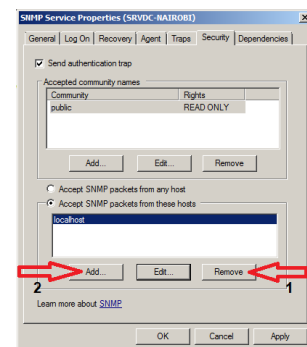 SNMP Service Properties (SRVDC-NAIROBI)
General Log On Recovery Agent Traps Security Dependencies
Send authentication trap
Accepted community names
Community Rights
public READ ONLY
Add... Edit... Remove
Accept SNMP packets from any host
Accept SNMP packets from these hosts
localhost
Add... Edit... Remove
2 1
Learn more about SNMP
OK Cancel Apply